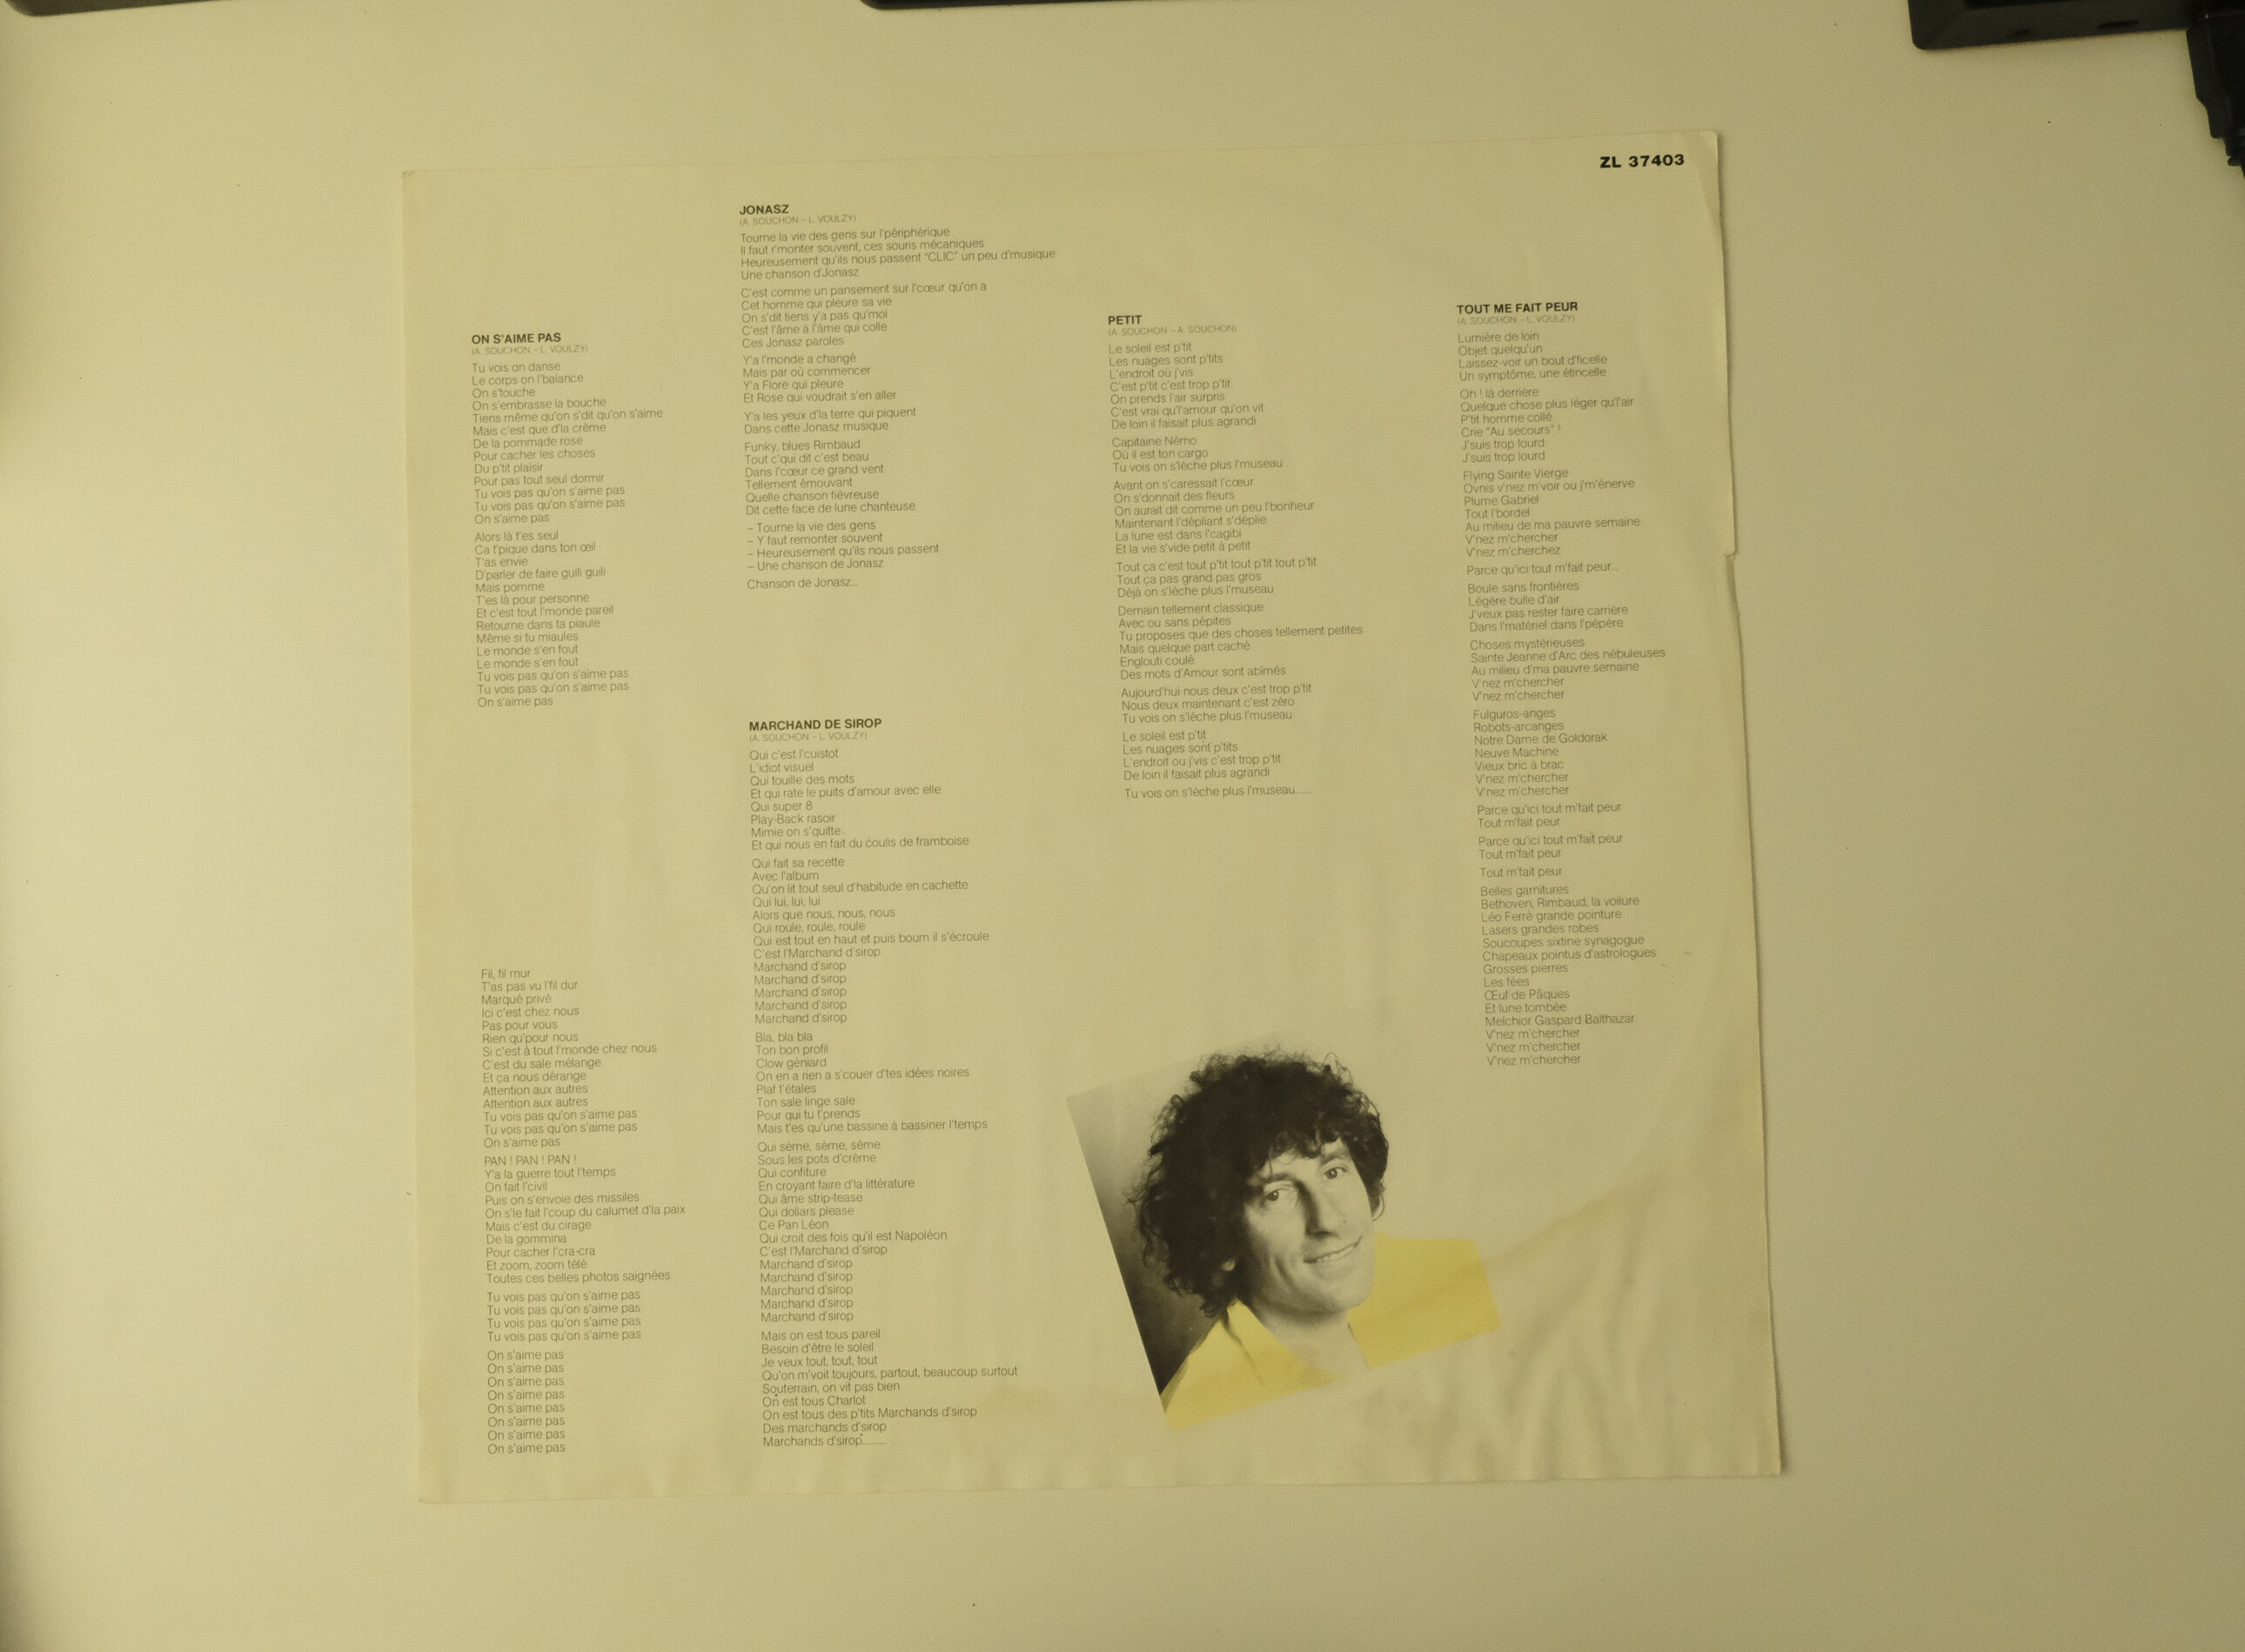 ZL 37403
ON S'AIME PAS
(A. SOUCHON – L. VOULZY)
Tu vois on danse
Le corps on l'balance
On s'touche
On s'embrasse la bouche
Tiens même qu'on s'dit qu'on s'aime
Mais c'est que d'la crème
De la pommade rose
Pour cacher les choses
Du p'tit plaisir
Pour pas tout seul dormir
Tu vois pas qu'on s'aime pas
Tu vois pas qu'on s'aime pas
On s'aime pas
Alors là t'es seul
Ca t'pique dans ton œil
T'as envie
D'parler de faire guili guili
Mais pomme
T'es là pour personne
Et c'est tout l'monde pareil
Retourne dans ta piaule
Même si tu miaules
Le monde s'en fout
Le monde s'en fout
Tu vois pas qu'on s'aime pas
Tu vois pas qu'on s'aime pas
On s'aime pas
Fil, fil mur
T'as pas vu l'fil dur
Marqué privé
Ici c'est chez nous
Pas pour vous
Rien qu'pour nous
Si c'est à tout l'monde chez nous
C'est du sale mélange
Et ça nous dérange
Attention aux autres
Attention aux autres
Tu vois pas qu'on s'aime pas
Tu vois pas qu'on s'aime pas
On s'aime pas
PAN ! PAN ! PAN !
Y'a la guerre tout l'temps
On fait l'civil
Puis on s'envoie des missiles
On s'le fait l'coup du calumet d'la paix
Mais c'est du cirage
De la gommina
Pour cacher l'cra-cra
Et zoom, zoom télé
Toutes ces belles photos saignées
Tu vois pas qu'on s'aime pas
Tu vois pas qu'on s'aime pas
Tu vois pas qu'on s'aime pas
Tu vois pas qu'on s'aime pas
On s'aime pas
On s'aime pas
On s'aime pas
On s'aime pas
On s'aime pas
On s'aime pas
On s'aime pas
On s'aime pas
JONASZ
(A. SOUCHON – L. VOULZY)
Tourne la vie des gens sur l'périphérique
Il faut r'monter souvent, ces souris mécaniques
Heureusement qu'ils nous passent "CLIC" un peu d'musique
Une chanson d'Jonasz
C'est comme un pansement sur l'cœur qu'on a
Cet homme qui pleure sa vie
On s'dit tiens y'a pas qu'moi
C'est l'âme à l'âme qui colle
Ces Jonasz paroles
Y'a l'monde a changé
Mais par où commencer
Y'a Flore qui pleure
Et Rose qui voudrait s'en aller
Y'a les yeux d'la terre qui piquent
Dans cette Jonasz musique
Funky, blues Rimbaud
Tout c'qui dit c'est beau
Dans l'cœur ce grand vent
Tellement émouvant
Quelle chanson fiévreuse
Dit cette face de lune chanteuse
– Tourne la vie des gens
– Y faut remonter souvent
– Heureusement qu'ils nous passent
– Une chanson de Jonasz
Chanson de Jonasz...
MARCHAND DE SIROP
(A. SOUCHON – L. VOULZY)
Qui c'est l'cuistot
L'idiot visuel
Qui fouille des mots
Et qui rate le puits d'amour avec elle
Qui super 8
Play-Back rasoir
Mimie on s'quitte
Et qui nous en fait du coulis de framboise
Qui fait sa recette
Avec l'album
Qu'on lit tout seul d'habitude en cachette
Qui lui, lui, lui
Alors que nous, nous, nous
Qui roule, roule, roule
Qui est tout en haut et puis boum il s'écroule
C'est l'Marchand d'sirop
Marchand d'sirop
Marchand d'sirop
Marchand d'sirop
Marchand d'sirop
Marchand d'sirop
Bla, bla bla
Ton bon profil
Clow géniard
On en a rien a s'couer d'tes idées noires
Plaf t'étales
Ton sale linge sale
Pour qui tu t'prends
Mais t'es qu'une bassine à bassiner l'temps
Qui sème, sème, sème
Sous les pots d'crème
Qui confiture
En croyant faire d'la littérature
Qui âme strip-tease
Qui dollars please
Ce Pan Léon
Qui croit des fois qu'il est Napoléon
C'est l'Marchand d'sirop
Marchand d'sirop
Marchand d'sirop
Marchand d'sirop
Marchand d'sirop
Marchand d'sirop
Mais on est tous pareil
Besoin d'être le soleil
Je veux tout, tout, tout
Qu'on m'voit toujours, partout, beaucoup surtout
Souterrain, on vit pas bien
On est tous Charlot
On est tous des p'tits Marchands d'sirop
Des marchands d'sirop
Marchands d'sirop.........
PETIT
(A. SOUCHON – A. SOUCHON)
Le soleil est p'tit
Les nuages sont p'tits
L'endroit où j'vis
C'est p'tit c'est trop p'tit
On prends l'air surpris
C'est vrai qu'l'amour qu'on vit
De loin il faisait plus agrandi
Capitaine Némo
Où il est ton cargo
Tu vois on s'lèche plus l'museau
Avant on s'caressait l'cœur
On s'donnait des fleurs
On aurait dit comme un peu l'bonheur
Maintenant l'dépliant s'déplie
La lune est dans l'cagibi
Et la vie s'vide petit à petit
Tout ça c'est tout p'tit tout p'tit tout p'tit
Tout ça pas grand pas gros
Déjà on s'lèche plus l'museau
Demain tellement classique
Avec ou sans pépites
Tu proposes que des choses tellement petites
Mais quelque part caché
Englouti coulé
Des mots d'Amour sont abîmés
Aujourd'hui nous deux c'est trop p'tit
Nous deux maintenant c'est zéro
Tu vois on s'lèche plus l'museau
Le soleil est p'tit
Les nuages sont p'tits
L'endroit ou j'vis c'est trop p'tit
De loin il faisait plus agrandi
Tu vois on s'lèche plus l'museau......
TOUT ME FAIT PEUR
(A. SOUCHON – L. VOULZY)
Lumière de loin
Objet quelqu'un
Laissez-voir un bout d'ficelle
Un symptôme, une étincelle
Oh ! là derrière
Quelque chose plus léger qu'l'air
P'tit homme collé
Crie "Au secours" !
J'suis trop lourd
J'suis trop lourd
Flying Sainte Vierge
Ovnis v'nez m'voir ou j'm'énerve
Plume Gabriel
Tout l'bordel
Au milieu de ma pauvre semaine
V'nez m'chercher
V'nez m'cherchez
Parce qu'ici tout m'fait peur...
Boule sans frontières
Légère bulle d'air
J'veux pas rester faire carrière
Dans l'matériel dans l'pépère
Choses mystérieuses
Sainte Jeanne d'Arc des nébuleuses
Au milieu d'ma pauvre semaine
V'nez m'chercher
V'nez m'chercher
Fulguros-anges
Robots-arcanges
Notre Dame de Goldorak
Neuve Machine
Vieux bric à brac
V'nez m'chercher
V'nez m'chercher
Parce qu'ici tout m'fait peur
Tout m'fait peur
Parce qu'ici tout m'fait peur
Tout m'fait peur
Tout m'fait peur
Belles garnitures
Bethoven, Rimbaud, la voilure
Léo Ferré grande pointure
Lasers grandes robes
Soucoupes sixtine synagogue
Chapeaux pointus d'astrologues
Grosses pierres
Les fées
Œuf de Pâques
Et lune tombée
Melchior Gaspard Balthazar
V'nez m'chercher
V'nez m'chercher
V'nez m'chercher